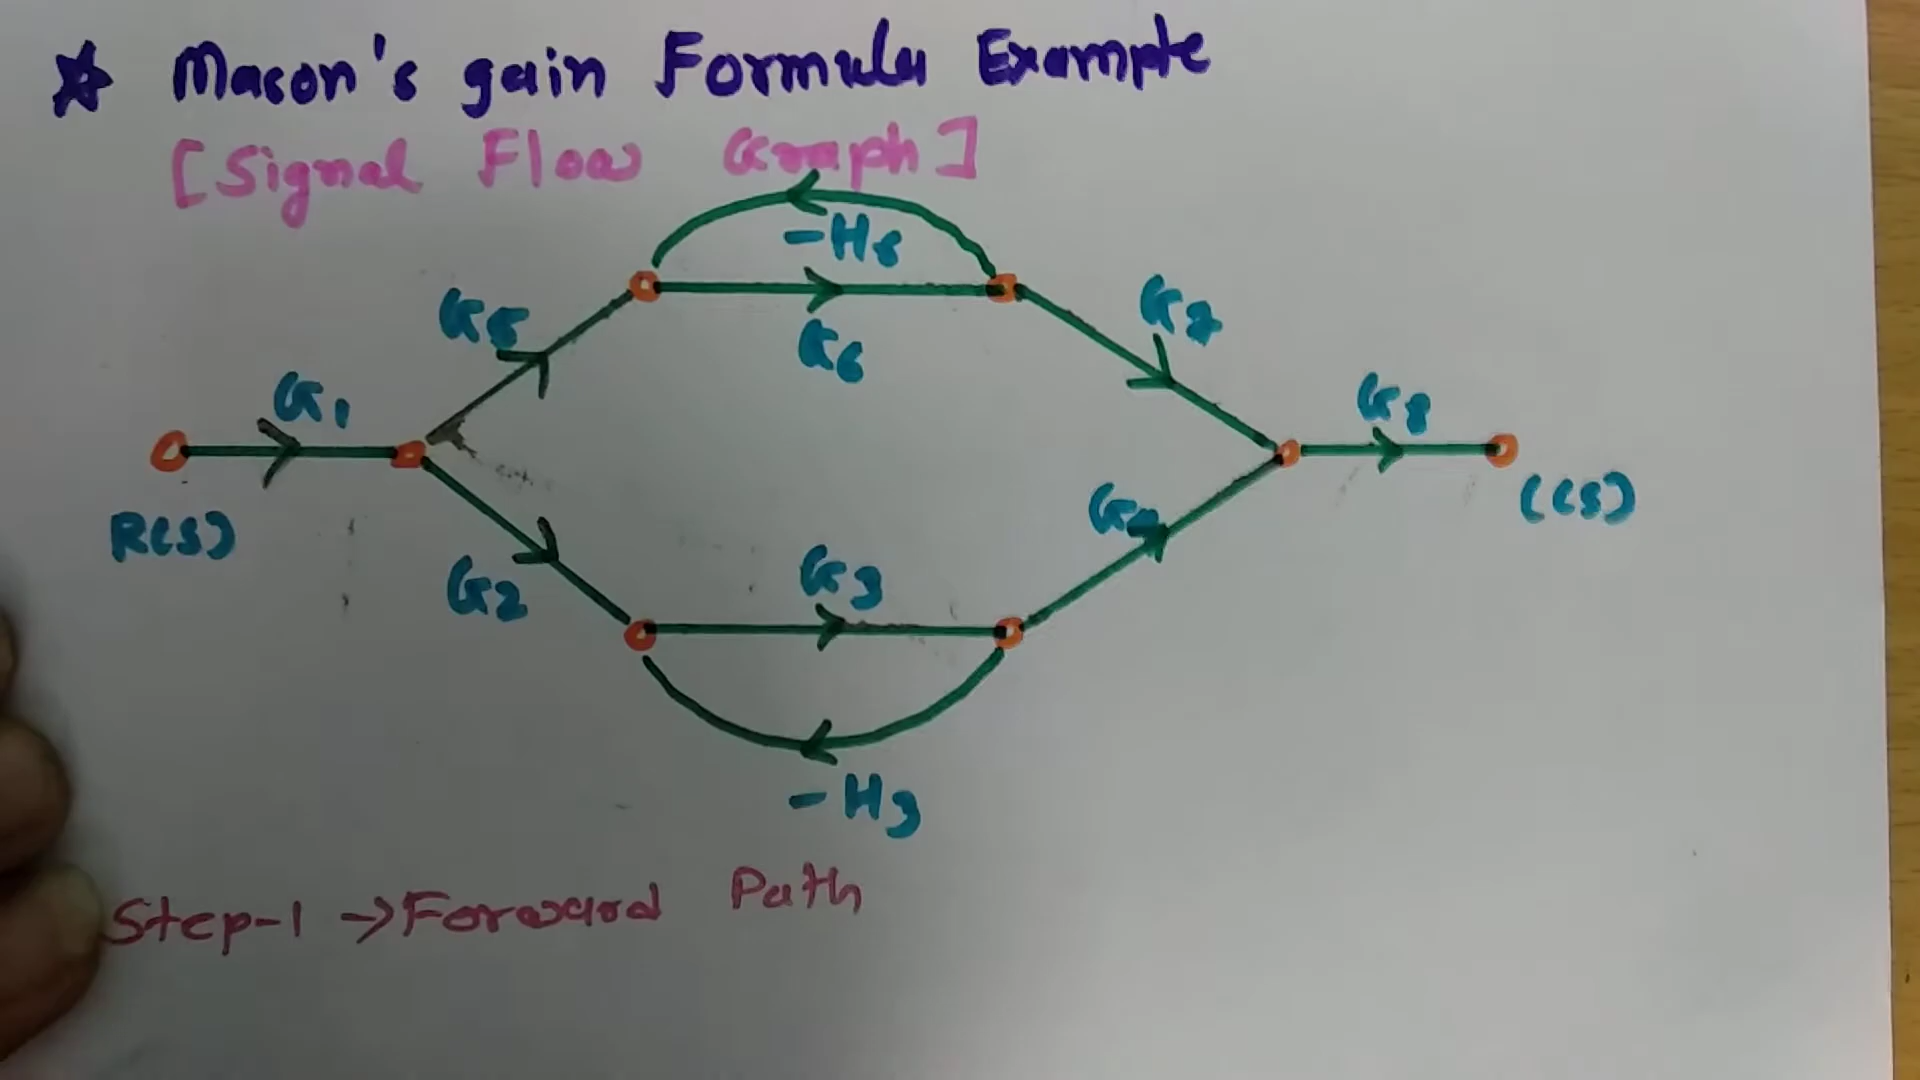 Mason's gain Formula Example
[Signal Flow Graph]
-H6
G5
G6
G7
G1
G8
R(S)
C(S)
G4
G2
G3
-H3
Step-1 →Forward Path